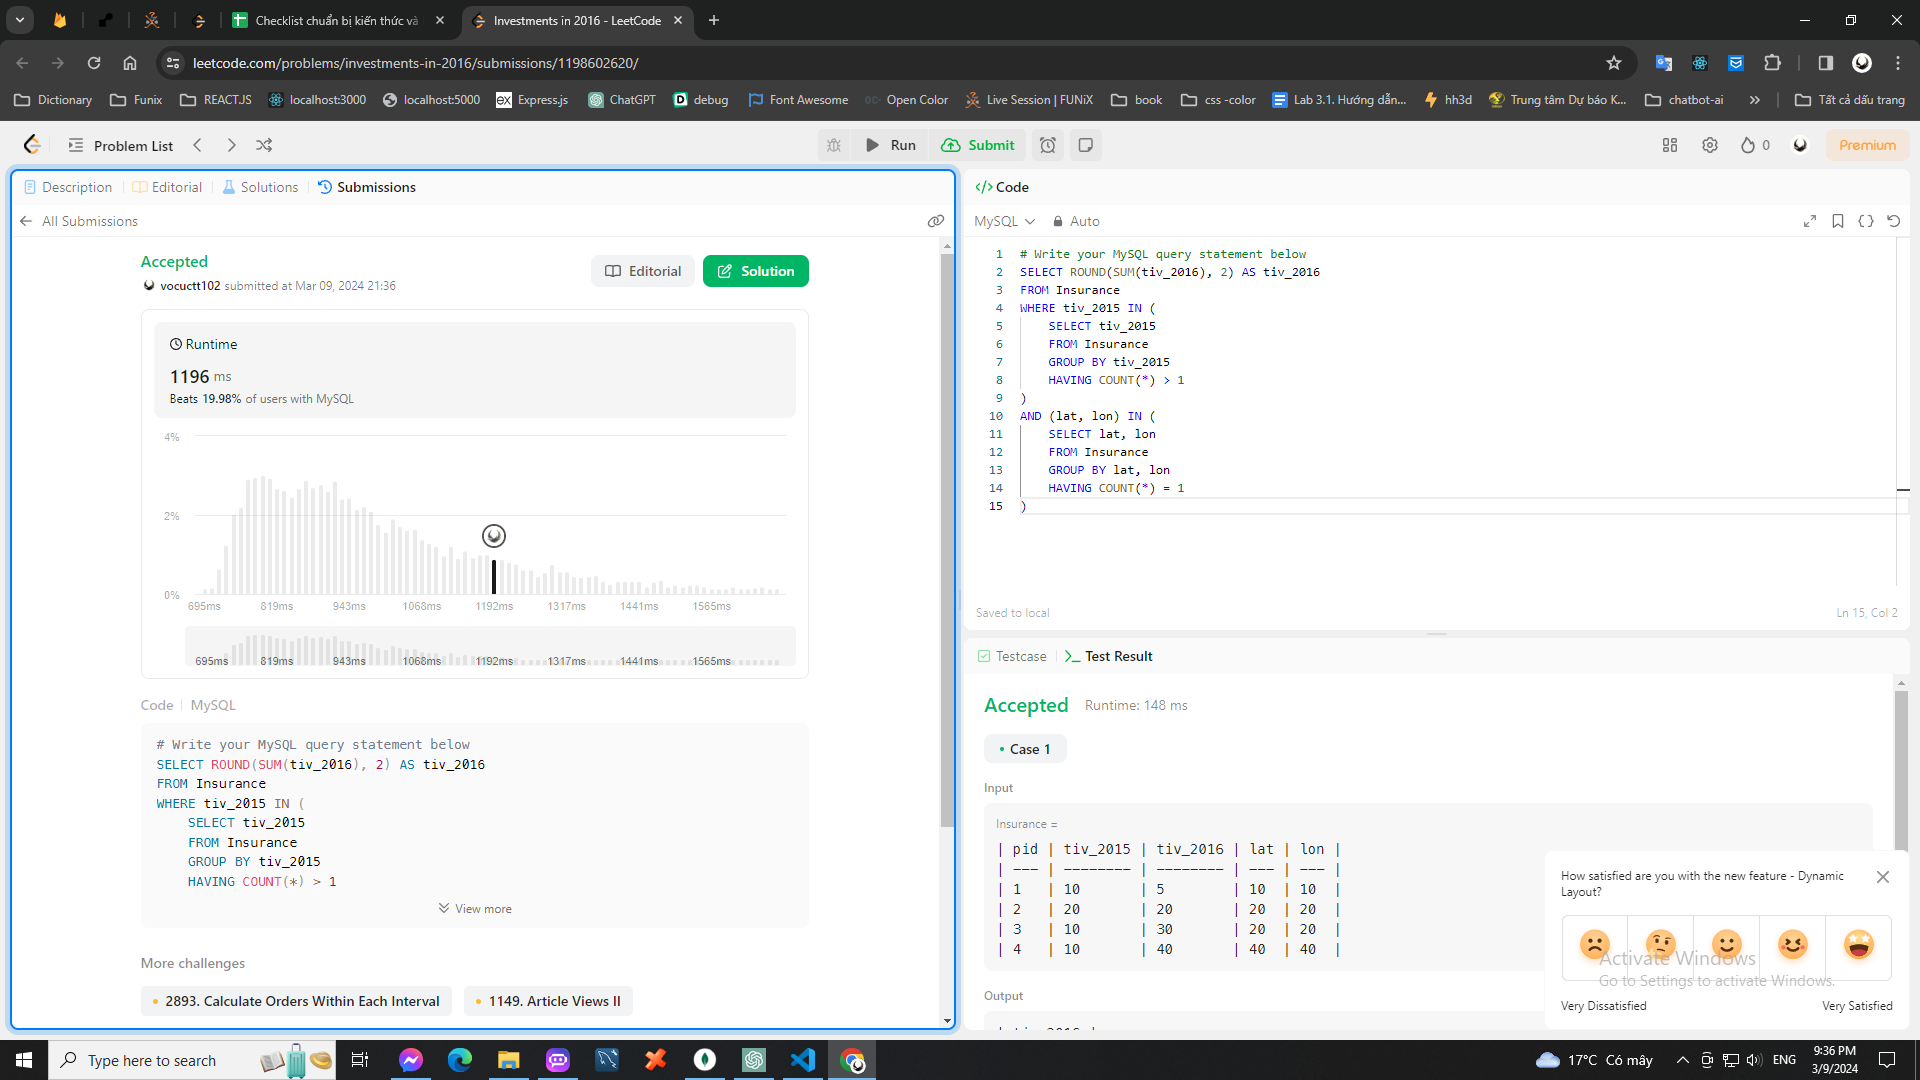 Checklist chuẩn bị kiến thức và
Investments in 2016 - LeetCode
leetcode.com/problems/investments-in-2016/submissions/1198602620/
Dictionary
Funix
REACT.JS
localhost:3000
localhost:5000
ex Express.js
ChatGPT
debug
Font Awesome
OC Open Color
Live Session | FUNiX
book
css -color
Lab 3.1. Hướng dẫn...
hh3d
Trung tâm Dự báo K...
chatbot-ai
»
Tất cả dấu trang
Problem List
Run
Submit
0
Premium
Description
Editorial
Solutions
Submissions
All Submissions
Accepted
vocuctt102 submitted at Mar 09, 2024 21:36
Editorial
Solution
Runtime
1196 ms
Beats 19.98% of users with MySQL
4%
2%
0%
695ms 819ms 943ms 1068ms 1192ms 1317ms 1441ms 1565ms
695ms 819ms 943ms 1068ms 1192ms 1317ms 1441ms 1565ms
Code | MySQL
# Write your MySQL query statement below
SELECT ROUND(SUM(tiv_2016), 2) AS tiv_2016
FROM Insurance
WHERE tiv_2015 IN (
SELECT tiv_2015
FROM Insurance
GROUP BY tiv_2015
HAVING COUNT(*) > 1
View more
More challenges
2893. Calculate Orders Within Each Interval
1149. Article Views II
</> Code
MySQL
Auto
1 # Write your MySQL query statement below
2 SELECT ROUND(SUM(tiv_2016), 2) AS tiv_2016
3 FROM Insurance
4 WHERE tiv_2015 IN (
5 SELECT tiv_2015
6 FROM Insurance
7 GROUP BY tiv_2015
8 HAVING COUNT(*) > 1
9 )
10 AND (lat, lon) IN (
11 SELECT lat, lon
12 FROM Insurance
13 GROUP BY lat, lon
14 HAVING COUNT(*) = 1
15 )
Saved to local
Ln 15, Col 2
Testcase
Test Result
Accepted
Runtime: 148 ms
• Case 1
Input
Insurance =
| pid | tiv_2015 | tiv_2016 | lat | lon |
| --- | -------- | -------- | --- | --- |
| 1 | 10 | 5 | 10 | 10 |
| 2 | 20 | 20 | 20 | 20 |
| 3 | 10 | 30 | 20 | 20 |
| 4 | 10 | 40 | 40 | 40 |
Output
| tiv_2016 |
How satisfied are you with the new feature - Dynamic
Layout?
Very Dissatisfied
Very Satisfied
Activate Windows
Go to Settings to activate Windows.
Type here to search
17°C Có mây
ENG
9:36 PM
3/9/2024